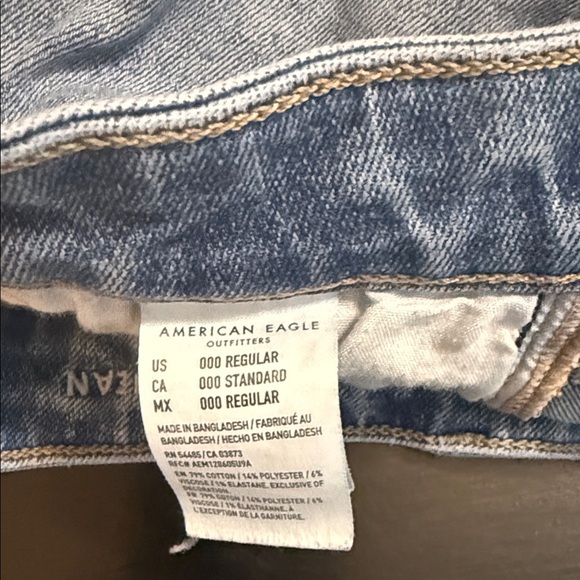 AMERICAN EAGLE
OUTFITTERS
US 000 REGULAR
CA 000 STANDARD
MX 000 REGULAR
MADE IN BANGLADESH / FABRIQUÉ AU
BANGLADESH / HECHO EN BANGLADESH
RN 54485 / CA 03873
RFC# AEM120605U9A
EN: 79% COTTON / 14% POLYESTER / 6%
VISCOSE / 1% ELASTANE. EXCLUSIVE OF
DECORATION.
FR: 79% COTON / 14% POLYESTER / 6%
VISCOSE / 1% ÉLASTHANNE. À
L'EXCEPTION DE LA GARNITURE.